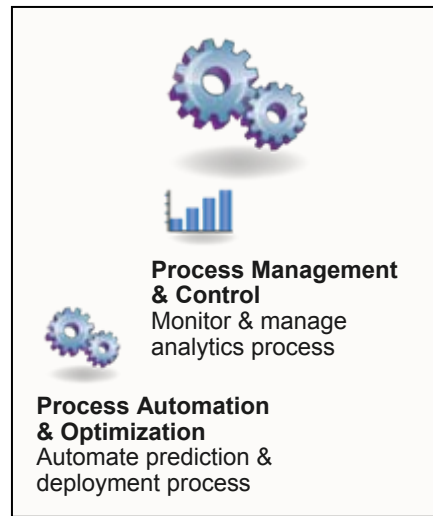 Process Management
& Control
Monitor & manage
analytics process
Process Automation
& Optimization
Automate prediction &
deployment process